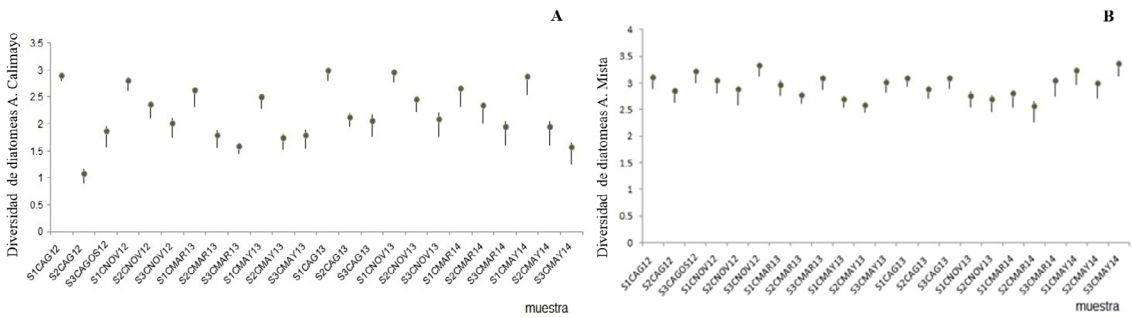 A
Diversidad de diatomeas A. Calimayo
3.5
3
2.5
2
1.5
1
0.5
0
S1CAG12
S2CAG12
S3CAGOS12
S1CNOV12
S2CNOV12
S3CNOV12
S1CMAR13
S2CMAR13
S3CMAR13
S1CMAY13
S2CMAY13
S3CMAY13
S1CAG13
S2CAG13
S3CAG13
S1CNOV13
S2CNOV13
S3CNOV13
S1CMAR14
S2CMAR14
S3CMAR14
S1CMAY14
S2CMAY14
S3CMAY14
muestra
B
Diversidad de diatomeas A. Mista
4
3.5
3
2.5
2
1.5
1
0.5
0
S1CAG12
S2CAG12
S3CAGOS12
S1CNOV12
S2CNOV12
S3CNOV12
S1CMAR13
S2CMAR13
S3CMAR13
S1CMAY13
S2CMAY13
S3CMAY13
S1CAG13
S2CAG13
S3CAG13
S1CNOV13
S2CNOV13
S1CMAR14
S2CMAR14
S3CMAR14
S1CMAY14
S2CMAY14
S3CMAY14
muestra